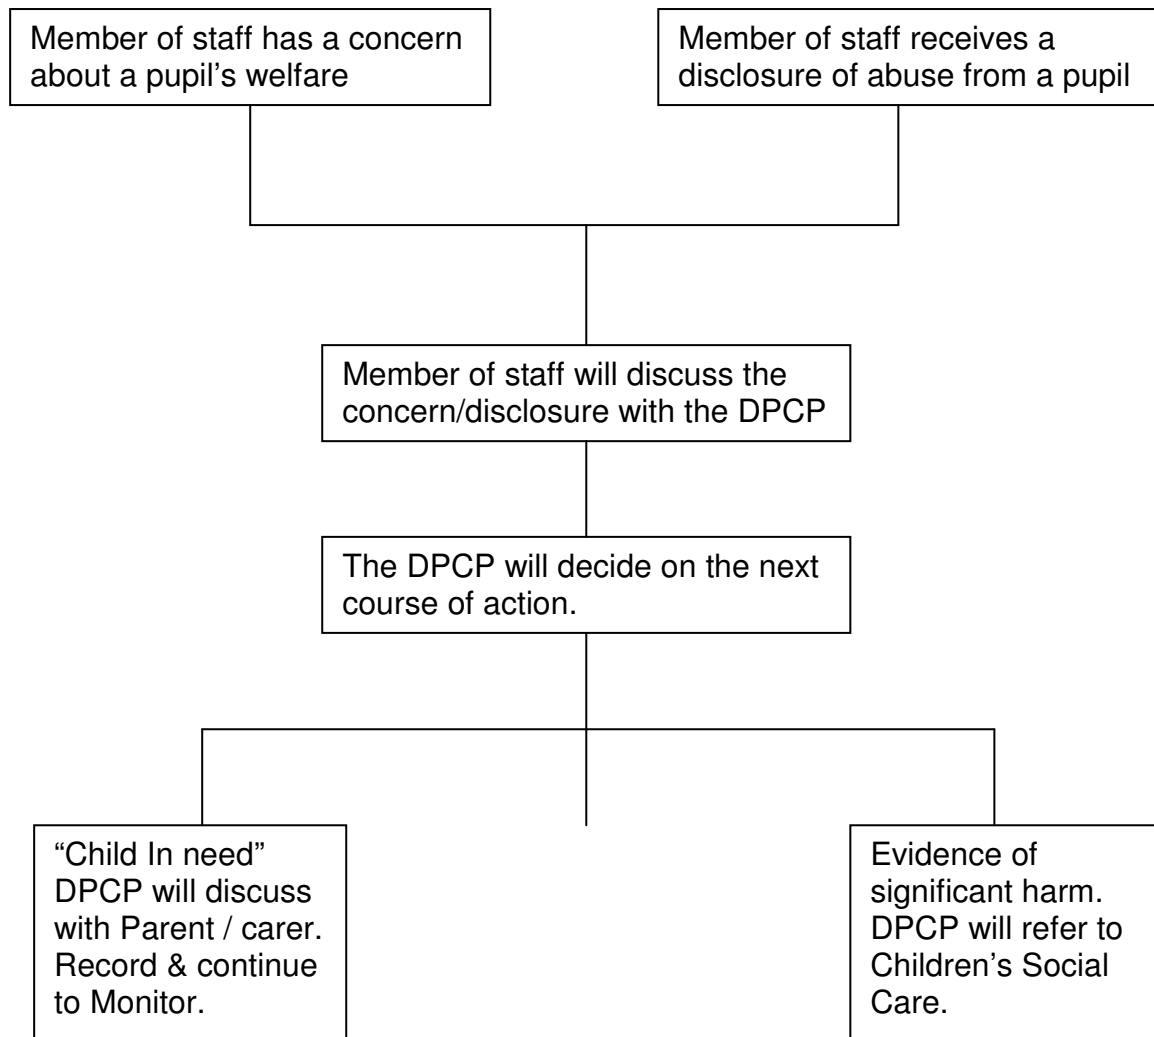 Member of staff has a concern
about a pupil’s welfare
Member of staff receives a
disclosure of abuse from a pupil
Member of staff will discuss the
concern/disclosure with the DPCP
The DPCP will decide on the next
course of action.
“Child In need”
DPCP will discuss
with Parent / carer.
Record & continue
to Monitor.
Evidence of
significant harm.
DPCP will refer to
Children’s Social
Care.